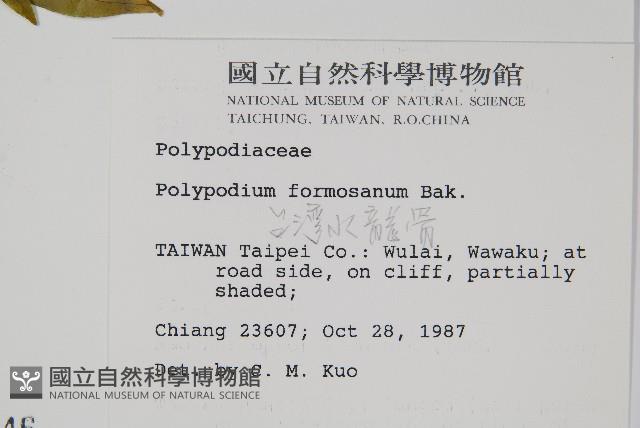 國立自然科學博物館
NATIONAL MUSEUM OF NATURAL SCIENCE
TAICHUNG, TAIWAN, R.O.CHINA
Polypodiaceae
Polypodium formosanum Bak.
台灣水龍骨
TAIWAN Taipei Co.: Wulai, Wawaku; at
road side, on cliff, partially
shaded;
Chiang 23607; Oct 28, 1987
Det. by C. M. Kuo
國立自然科學博物館
NATIONAL MUSEUM OF NATURAL SCIENCE